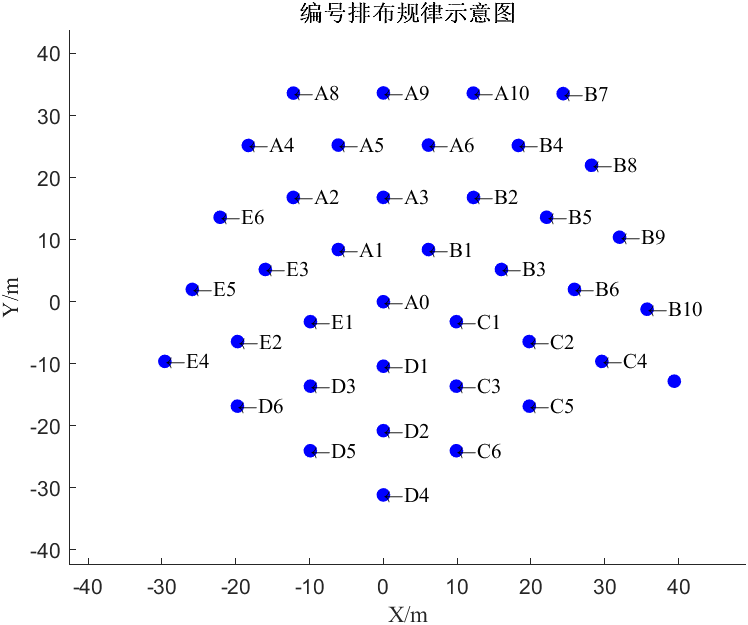 编号排布规律示意图
40
A8 A9 A10 B7
30
A4 A5 A6 B4
B8
20
A2 A3 B2
E6 B5
10
B9
A1 B1
E3 B3
E5 B6
0
A0
B10
E1 C1
E2 C2
-10
E4 C4
D1
D3 C3
D6 C5
-20
D2
D5 C6
-30
D4
-40
-40 -30 -20 -10 0 10 20 30 40
X/m
Y/m